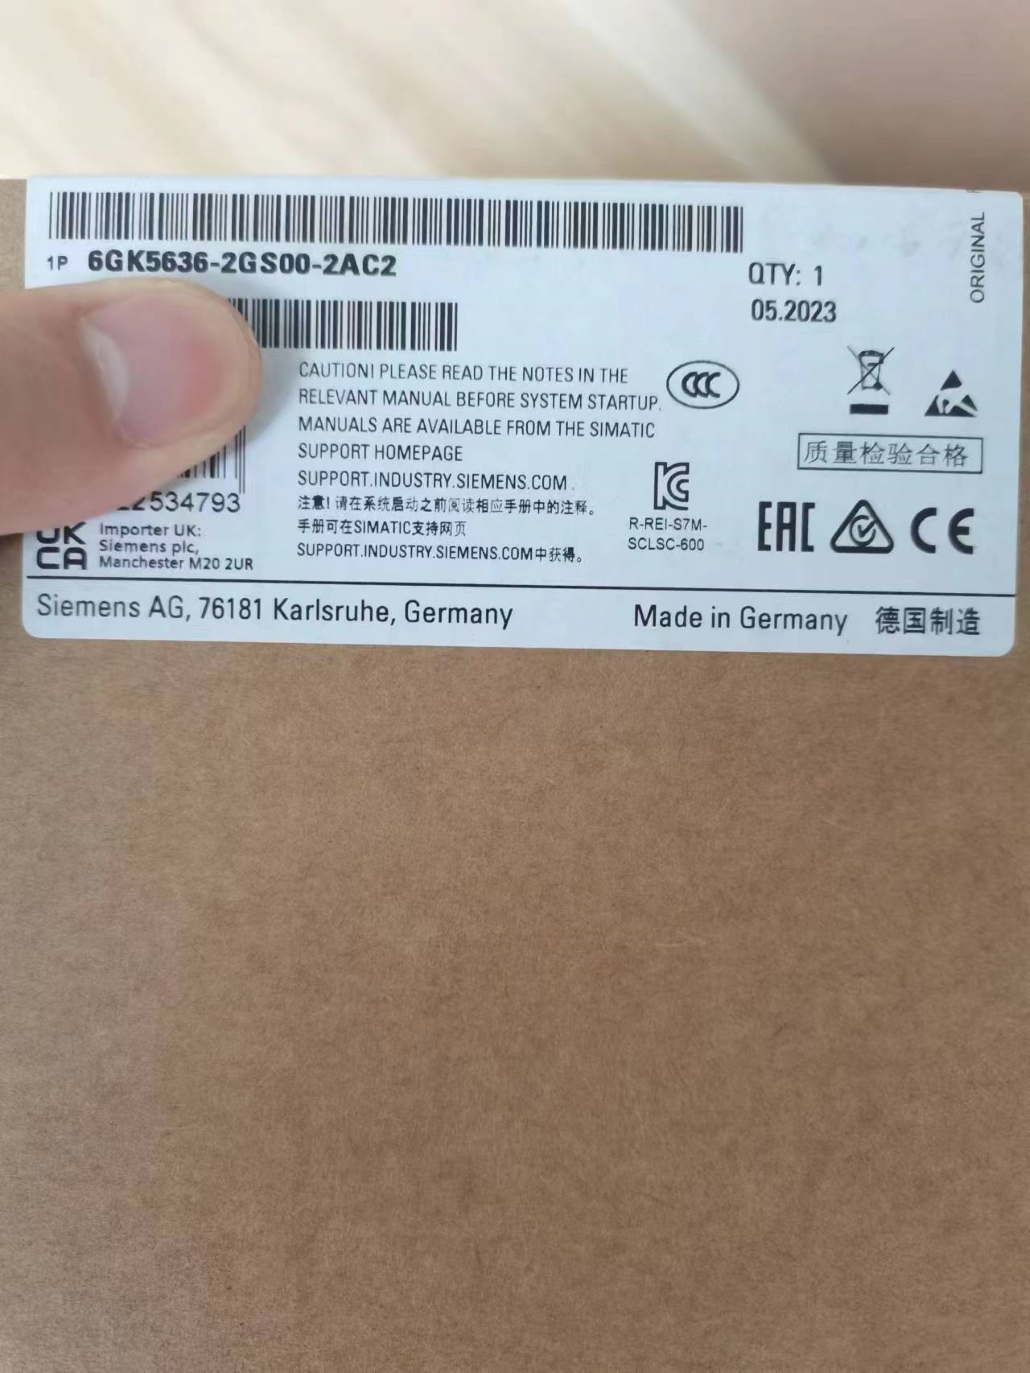 1P 6GK5636-2GS00-2AC2
QTY: 1
05.2023
ORIGINAL
CAUTION! PLEASE READ THE NOTES IN THE
RELEVANT MANUAL BEFORE SYSTEM STARTUP.
MANUALS ARE AVAILABLE FROM THE SIMATIC
SUPPORT HOMEPAGE
SUPPORT.INDUSTRY.SIEMENS.COM.
注意!请在系统启动之前阅读相应手册中的注释。
手册可在SIMATIC支持网页
SUPPORT.INDUSTRY.SIEMENS.COM中获得。
CCC
质量检验合格
R-REI-S7M-
SCLSC-600
EAC
CE
2534793
UK
CA
Importer UK:
Siemens plc,
Manchester M20 2UR
Siemens AG, 76181 Karlsruhe, Germany
Made in Germany 德国制造